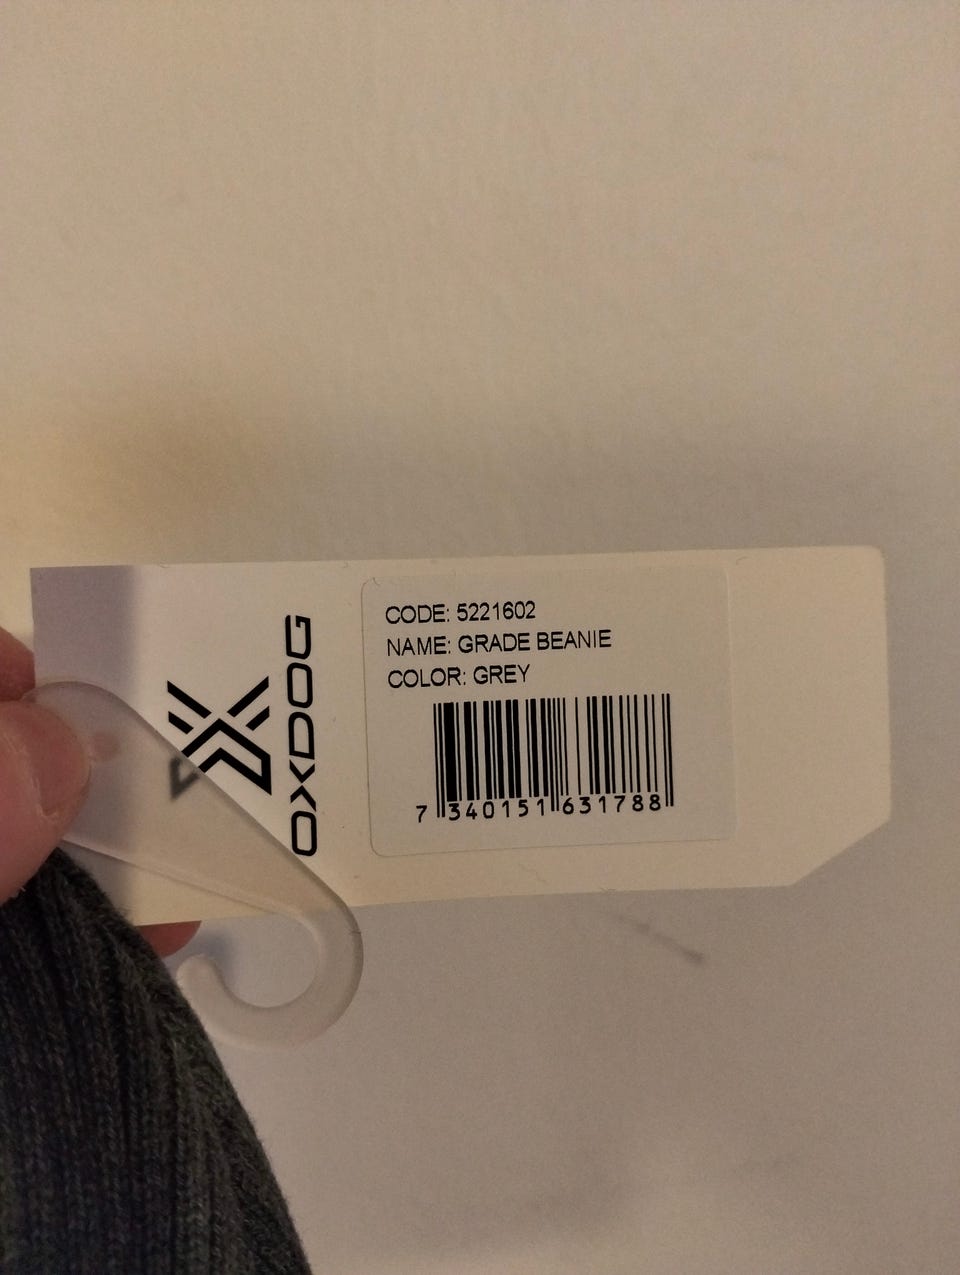 OXDOG
CODE: 5221602
NAME: GRADE BEANIE
COLOR: GREY
7 340151 631788